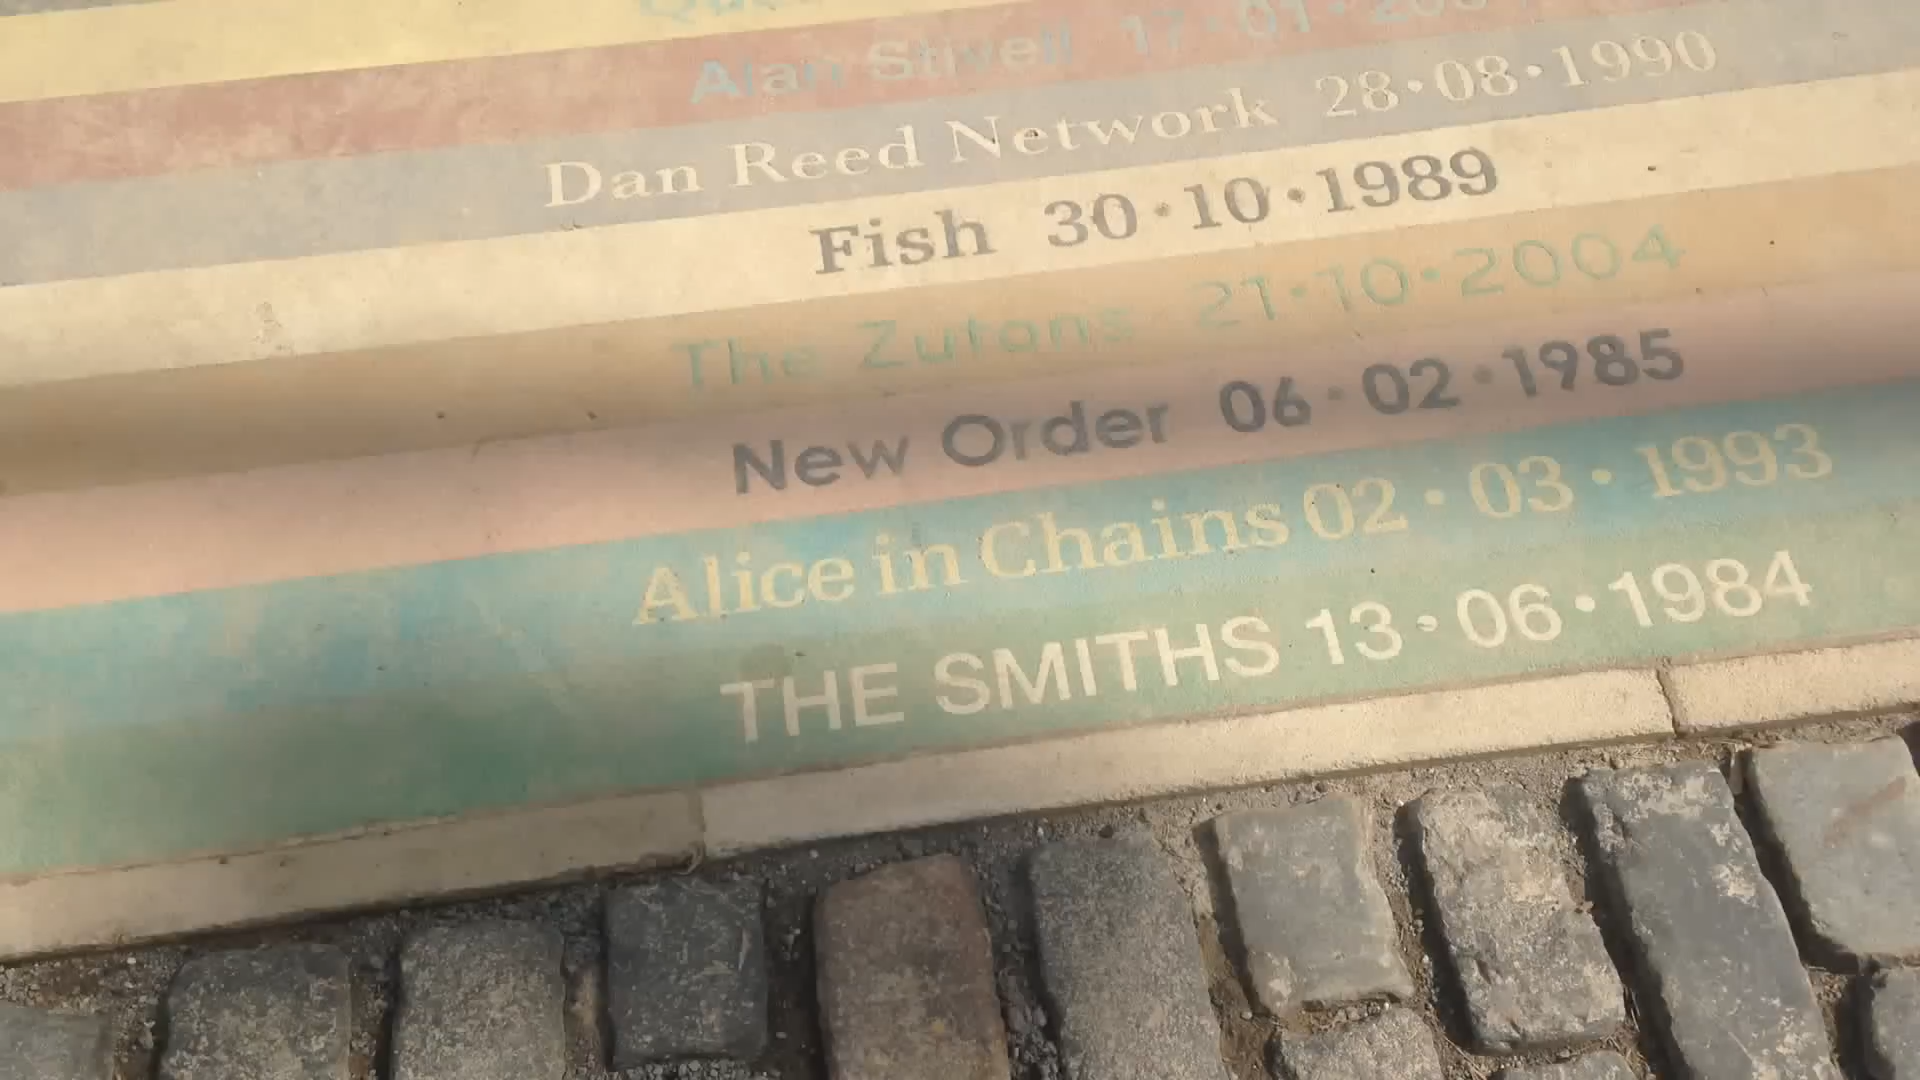 Alan Stivell 17·01·
Dan Reed Network 28·08·1990
Fish 30·10·1989
The Zutons 21·10·2004
New Order 06·02·1985
Alice in Chains 02·03·1993
THE SMITHS 13·06·1984